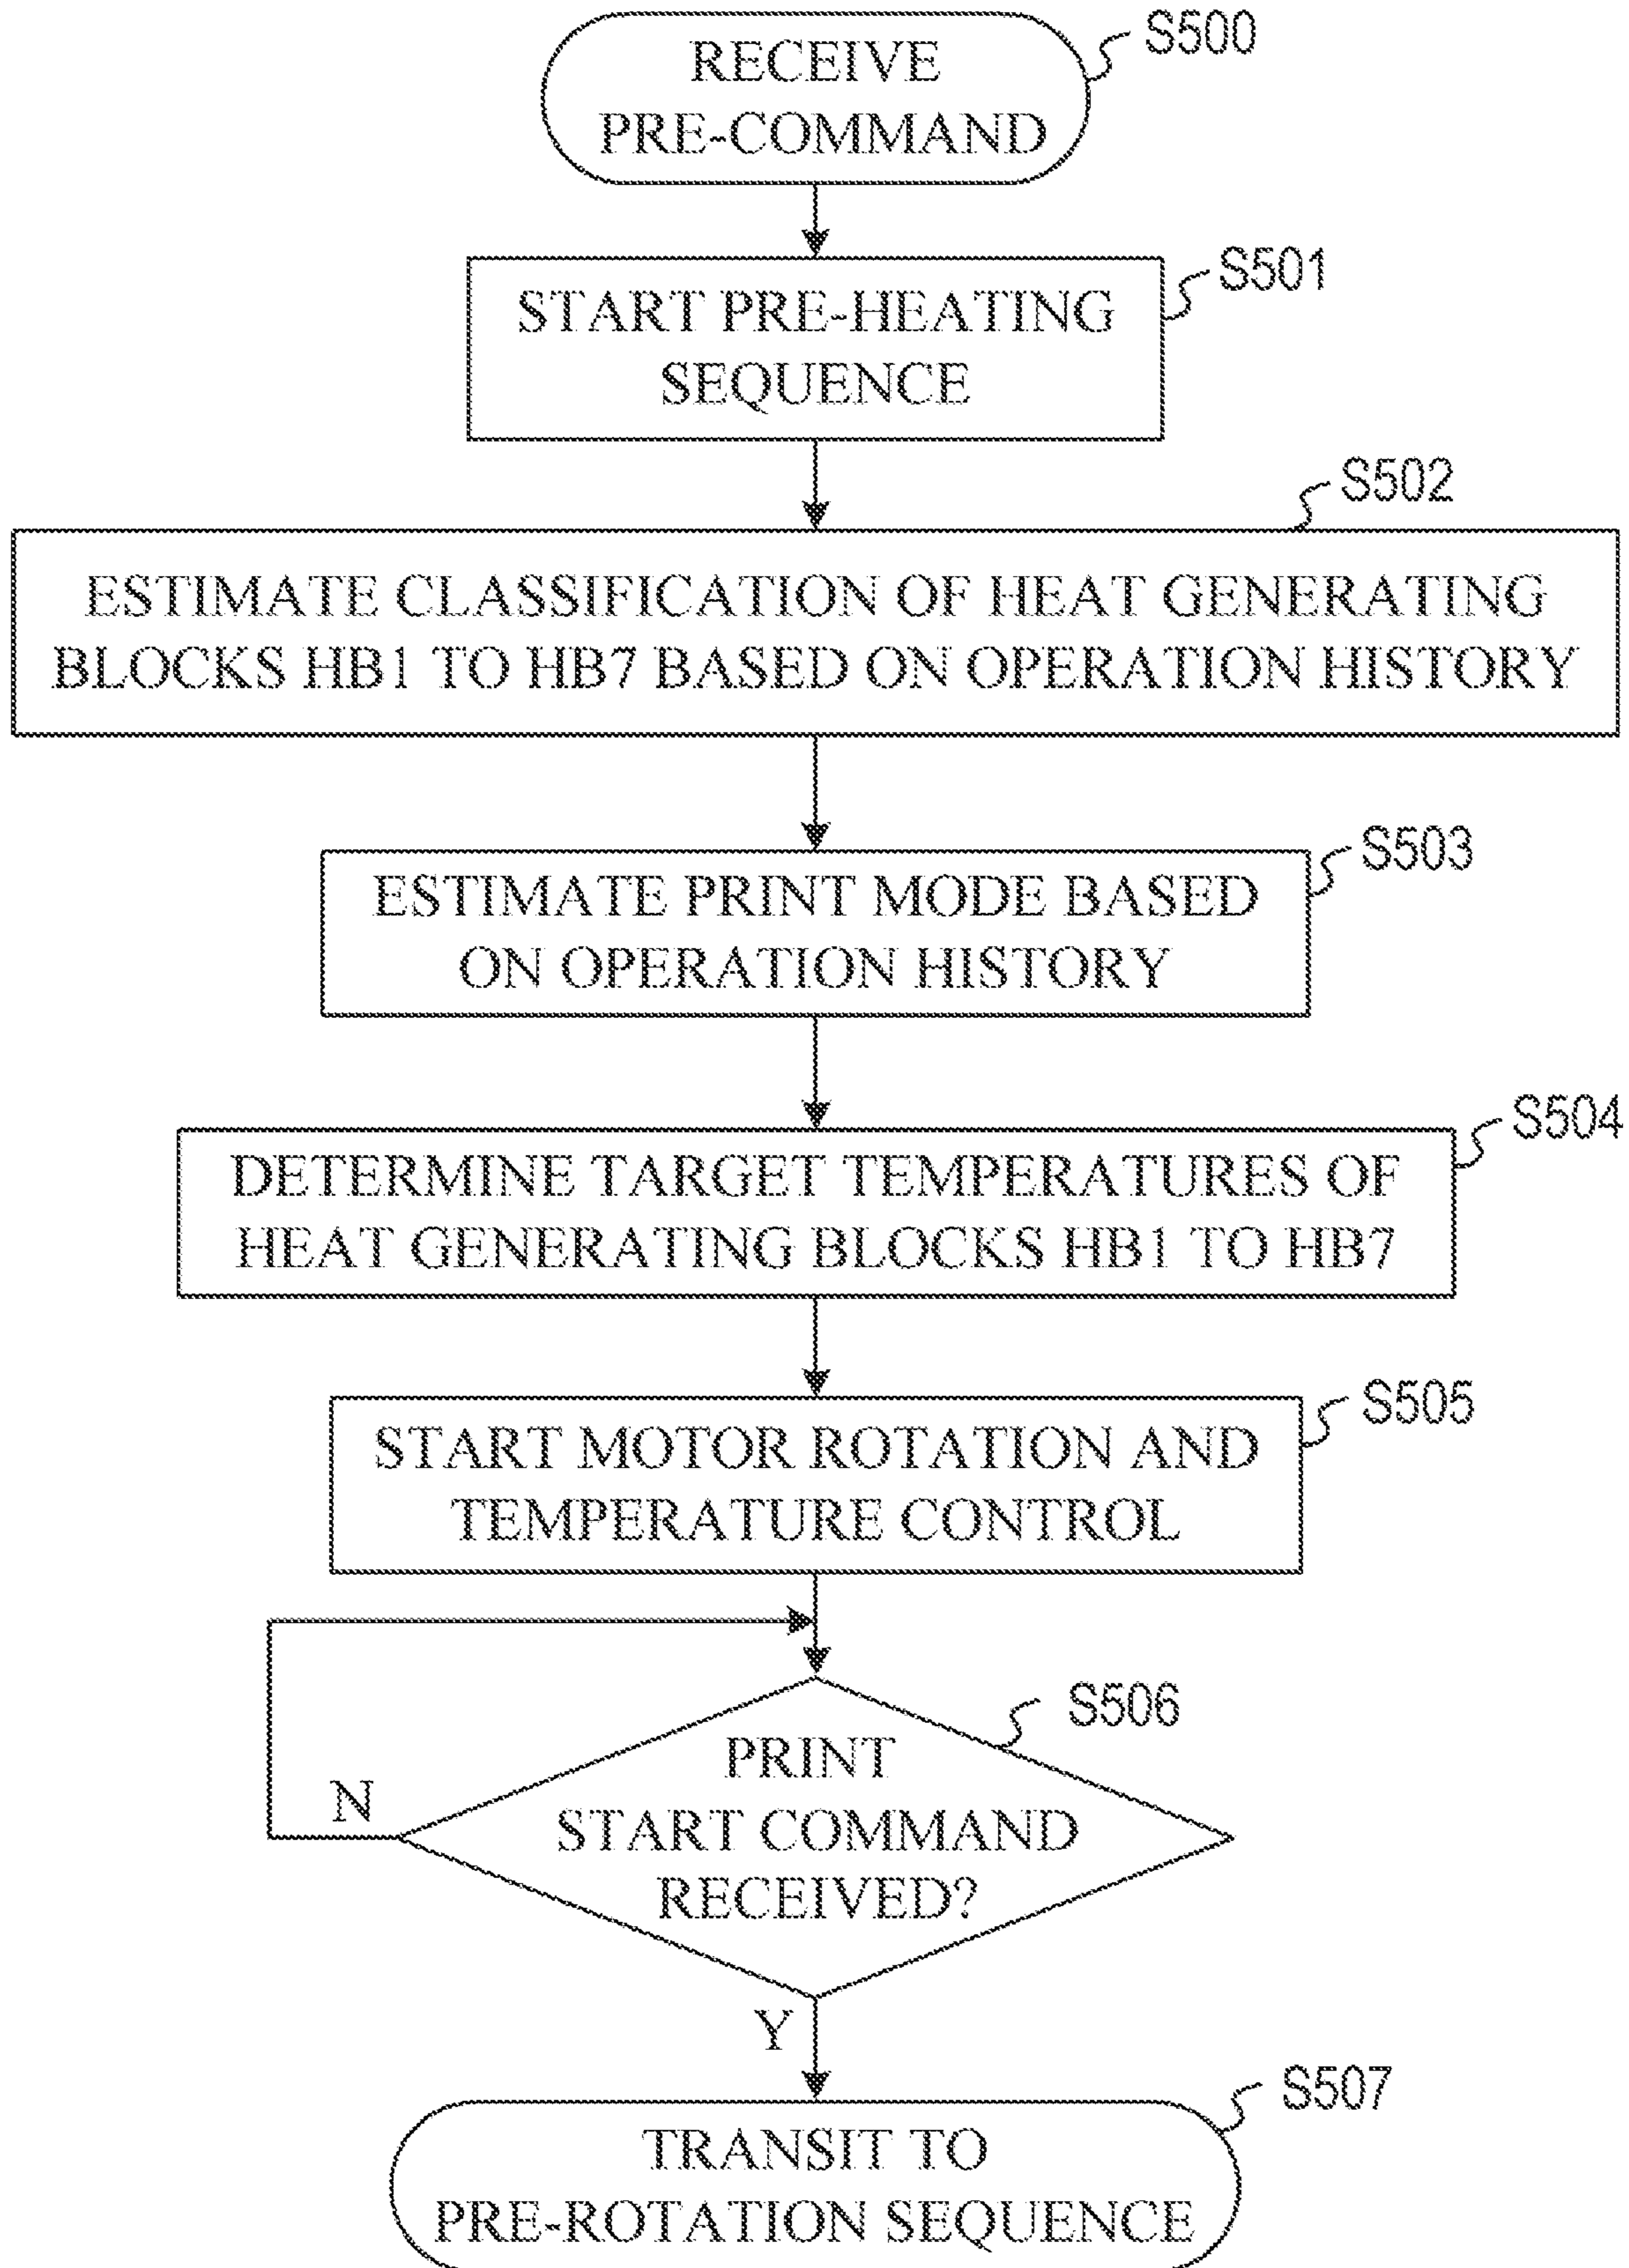 S500
RECEIVE
PRE-COMMAND
S501
START PRE-HEATING
SEQUENCE
S502
ESTIMATE CLASSIFICATION OF HEAT GENERATING
BLOCKS HB1 TO HB7 BASED ON OPERATION HISTORY
S503
ESTIMATE PRINT MODE BASED
ON OPERATION HISTORY
S504
DETERMINE TARGET TEMPERATURES OF
HEAT GENERATING BLOCKS HB1 TO HB7
S505
START MOTOR ROTATION AND
TEMPERATURE CONTROL
S506
PRINT
START COMMAND
RECEIVED?
N
Y
S507
TRANSIT TO
PRE-ROTATION SEQUENCE